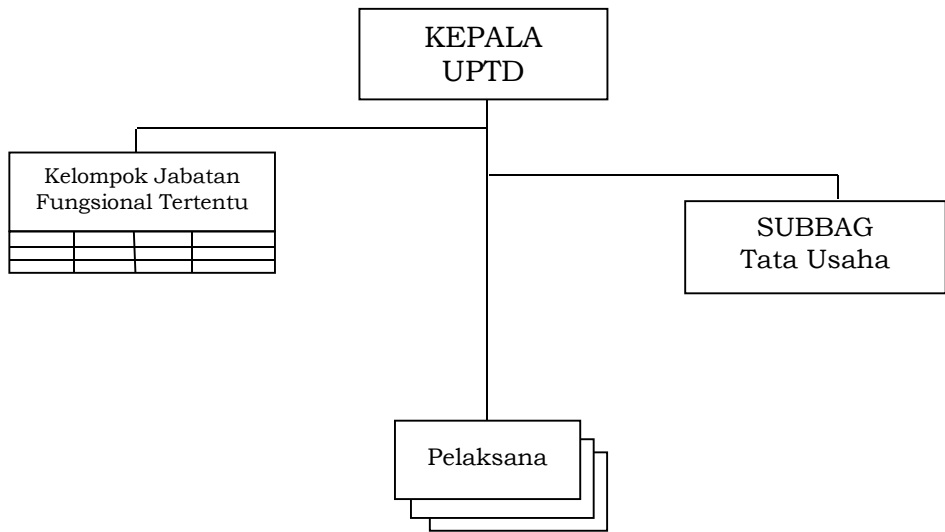 KEPALA
UPTD
Kelompok Jabatan
Fungsional Tertentu
SUBBAG
Tata Usaha
Pelaksana